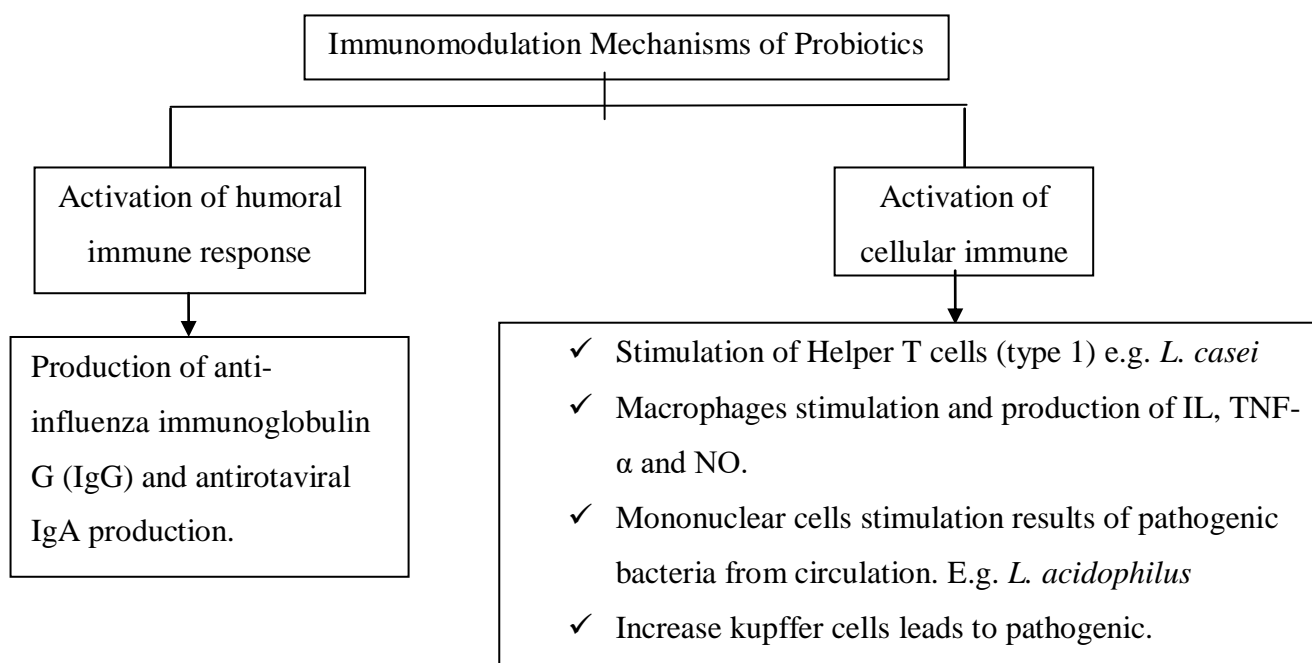 Immunomodulation Mechanisms of Probiotics
Activation of humoral
immune response
Production of anti-
influenza immunoglobulin
G (IgG) and antirotaviral
IgA production.
Activation of
cellular immune
✓ Stimulation of Helper T cells (type 1) e.g. L. casei
✓ Macrophages stimulation and production of IL, TNF-
α and NO.
✓ Mononuclear cells stimulation results of pathogenic
bacteria from circulation. E.g. L. acidophilus
✓ Increase kupffer cells leads to pathogenic.